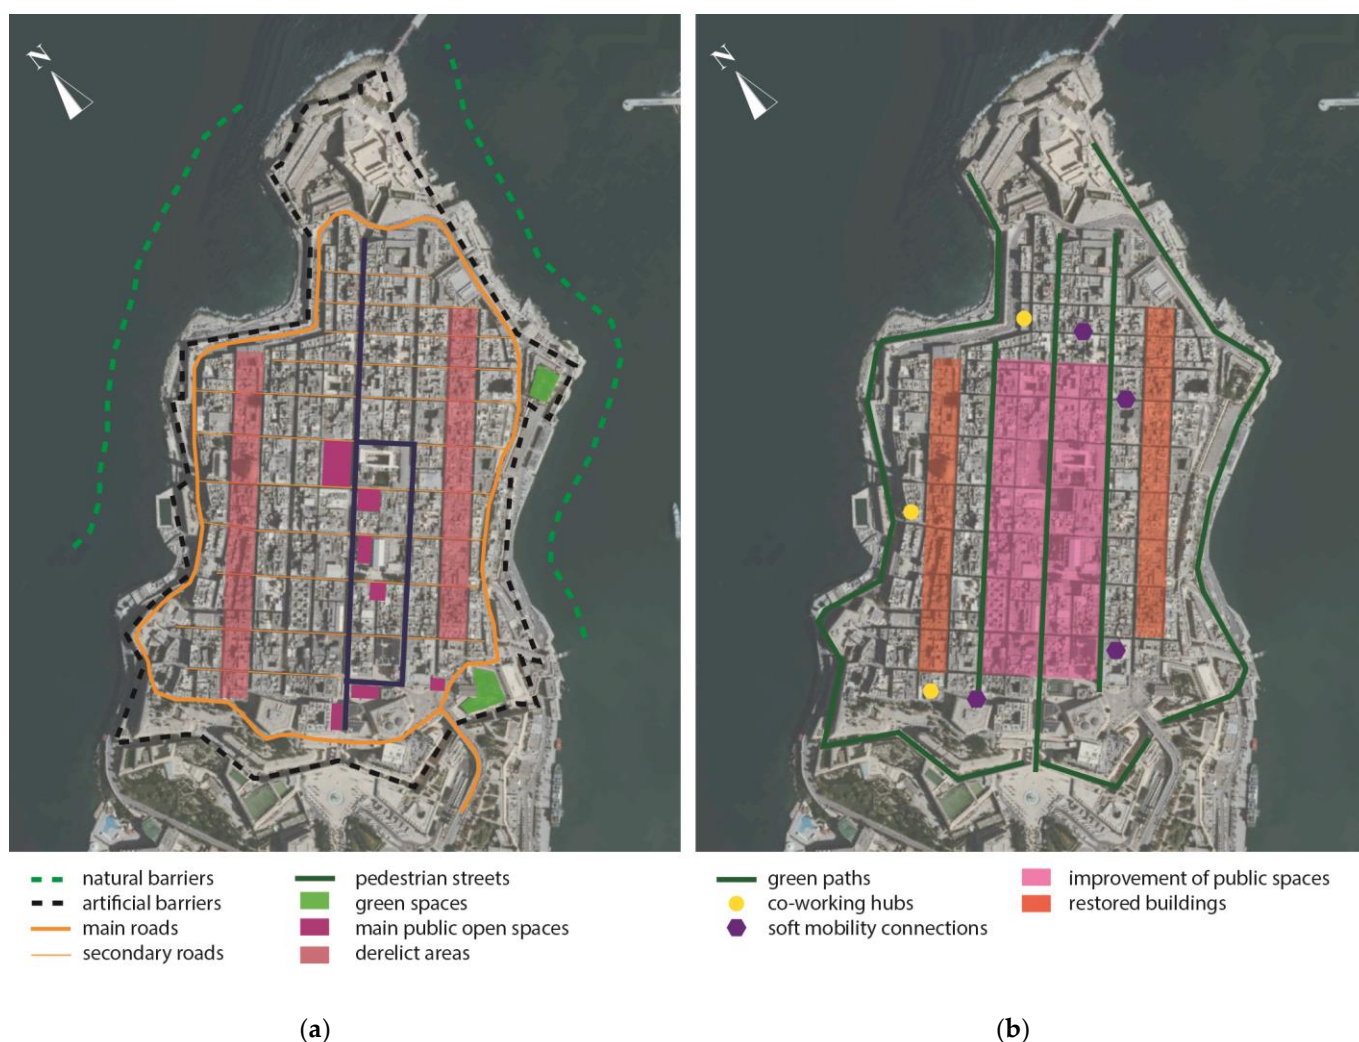 N
N
natural barriers
artificial barriers
main roads
secondary roads
pedestrian streets
green spaces
main public open spaces
derelict areas
green paths
co-working hubs
soft mobility connections
improvement of public spaces
restored buildings
(a)
(b)